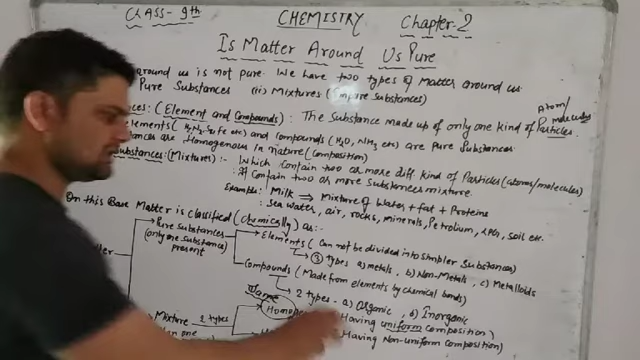 CLASS- 9th CHEMISTRY Chapter-2
Is Matter Around Us Pure
around us is not pure. We have two types of Matter around us
Pure Substances (ii) Mixtures (Impure Substances)
(Element and Compounds) : The Substance made up of only one kind of Particles. Atom/molecules
and Compounds (H2O, NH3 etc) are Pure Substances
are Homogenous in nature (Composition)
Substances: (Mixtures) :- Which contain two or more diff kind of Particles (atoms/molecules)
: It Contain two or more Substances mixture.
Example: Milk ⇒ Mixture of Water + fat + Proteins
: Sea Water, air, rocks, minerals, Petroleum, LPG, Soil etc.
On this Base Matter is classified (Chemically) as :-
Pure Substances
(only one Substance)
present
Elements (Can not be divided into Simpler Substances)
③ types a) metals, b) Non-Metals, c) Metalloids
Compounds (Made from elements by chemical bonds)
2 types - a) Organic, b) Inorganic
Mixture 2 types
Homo
Having uniform Composition)
Having Non-uniform Composition)